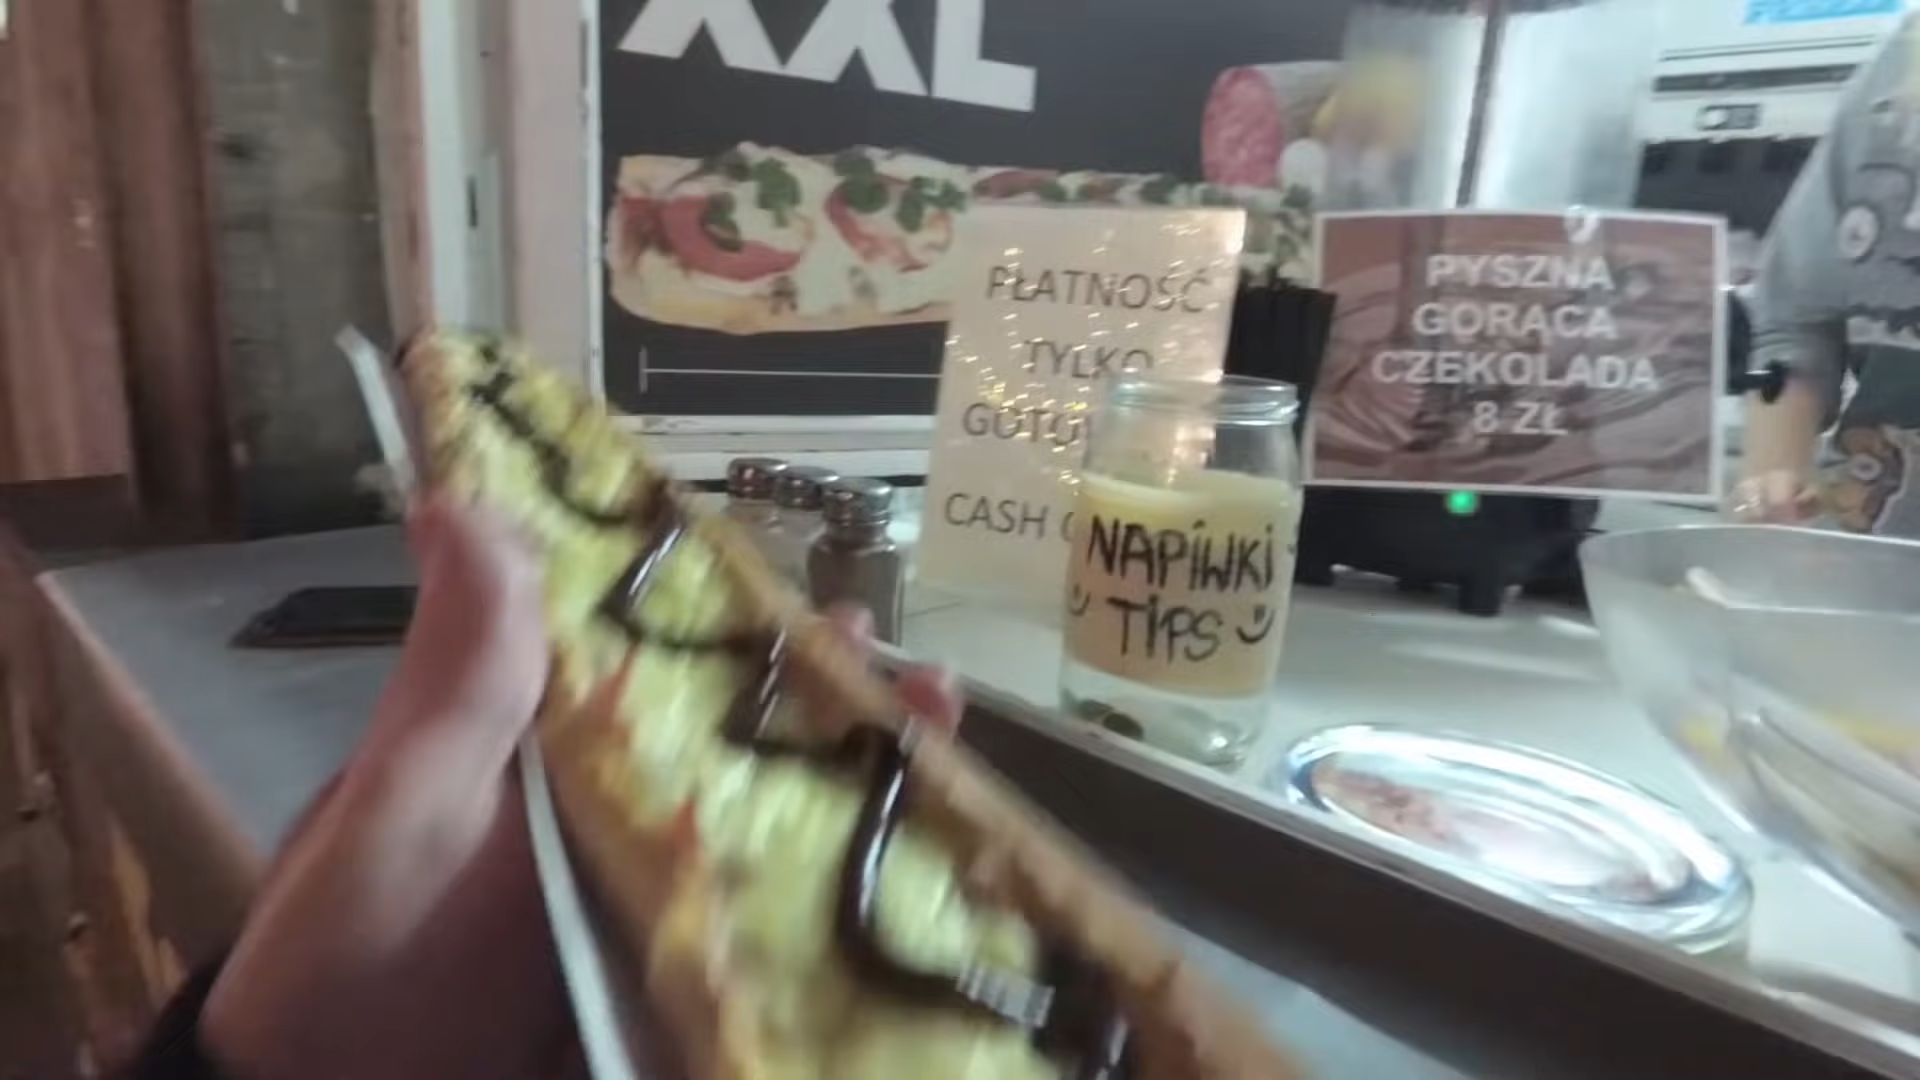 XXL
PŁATNOŚĆ
TYLKO
CASH
NAPIWKI
TIPS
PYSZNA
GORĄCA
CZEKOLADA
8 ZŁ